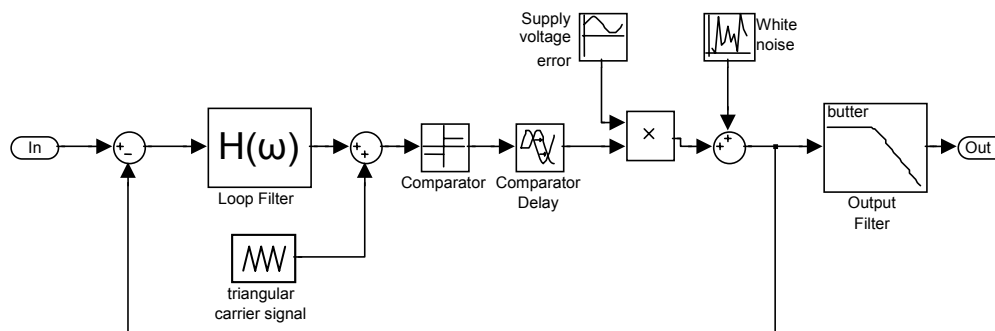 Supply
voltage
error
White
noise
In
+
−
H(ω)
Loop Filter
+
+
Comparator
Comparator
Delay
×
+
+
butter
Output
Filter
Out
triangular
carrier signal